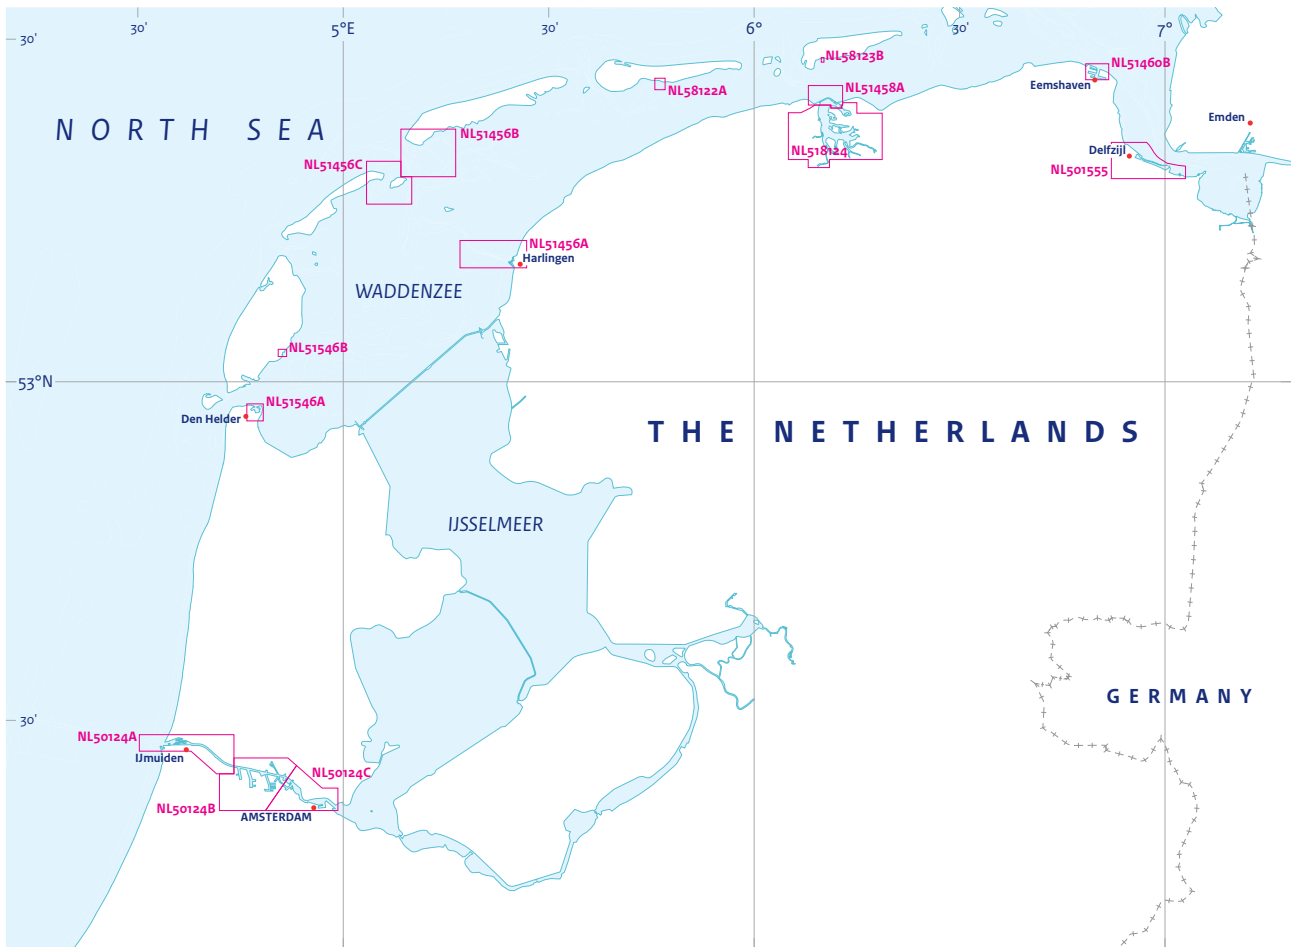 30'
5°E
30'
6°
30'
7°
30'
NL58123B
NL51460B
NL58122A
NL51458A
Eemshaven
Emden
NORTH SEA
NL51456B
NL51456C
NL518124
Delfzijl
NL501555
NL51456A
Harlingen
WADDENZEE
NL51546B
53°N
NL51546A
Den Helder
THE NETHERLANDS
IJSSELMEER
GERMANY
30'
NL50124A
IJmuiden
NL50124C
NL50124B
AMSTERDAM